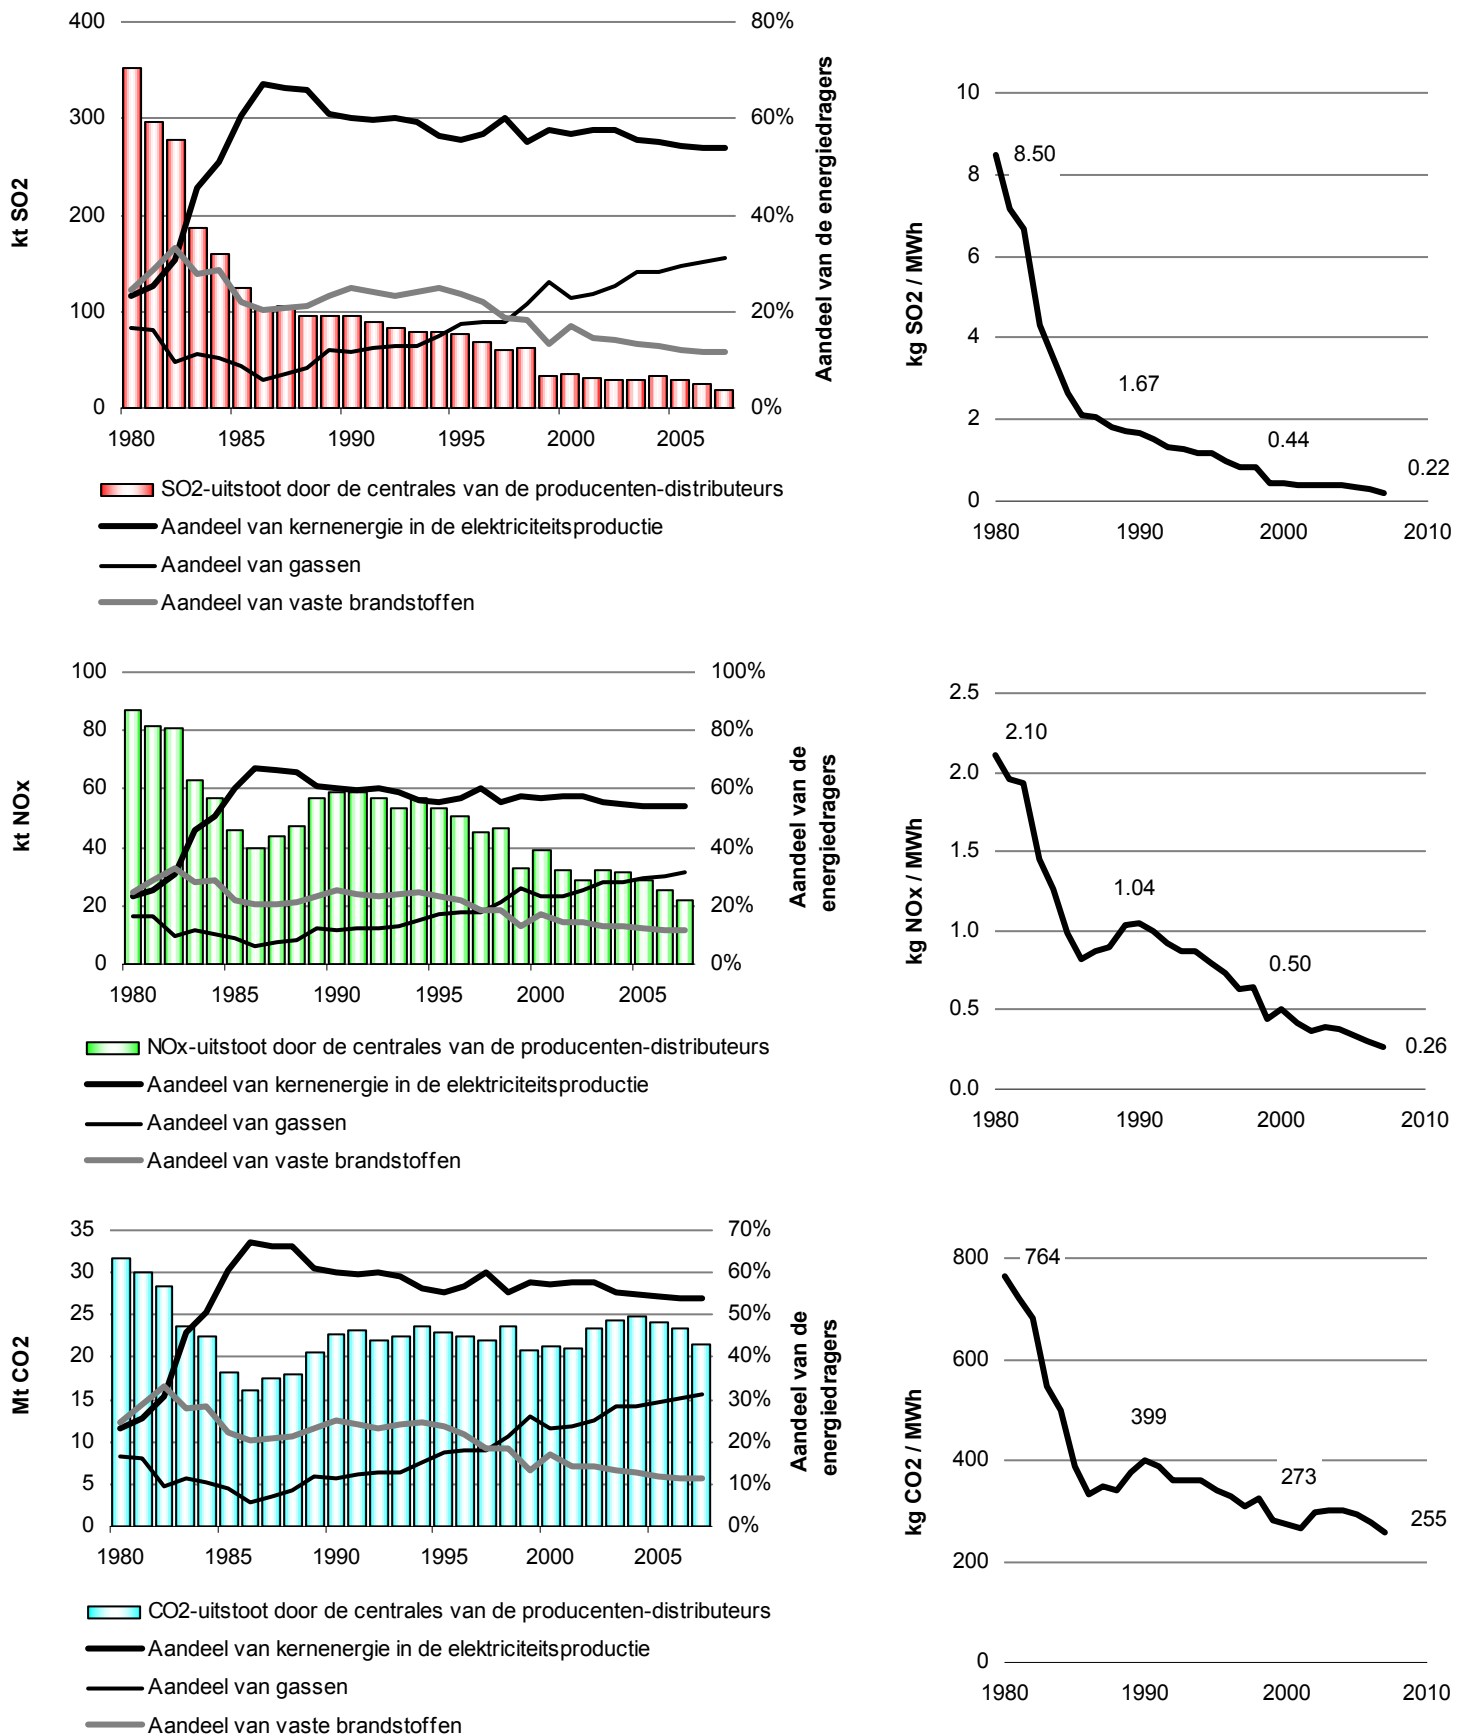 400
300
200
100
0
kt SO2
80%
60%
40%
20%
0%
Aandeel van de energiedragers
1980 1985 1990 1995 2000 2005
SO2-uitstoot door de centrales van de producenten-distributeurs
Aandeel van kernenergie in de elektriciteitsproductie
Aandeel van gassen
Aandeel van vaste brandstoffen
10
8
6
4
2
0
kg SO2 / MWh
8.50
1.67
0.44
0.22
1980 1990 2000 2010
100
80
60
40
20
0
kt NOx
100%
80%
60%
40%
20%
0%
Aandeel van de
energiedragers
1980 1985 1990 1995 2000 2005
NOx-uitstoot door de centrales van de producenten-distributeurs
Aandeel van kernenergie in de elektriciteitsproductie
Aandeel van gassen
Aandeel van vaste brandstoffen
2.5
2.0
1.5
1.0
0.5
0.0
kg NOx / MWh
2.10
1.04
0.50
0.26
1980 1990 2000 2010
35
30
25
20
15
10
5
0
Mt CO2
70%
60%
50%
40%
30%
20%
10%
0%
Aandeel van de
energiedragers
1980 1985 1990 1995 2000 2005
CO2-uitstoot door de centrales van de producenten-distributeurs
Aandeel van kernenergie in de elektriciteitsproductie
Aandeel van gassen
Aandeel van vaste brandstoffen
800
600
400
200
0
kg CO2 / MWh
764
399
273
255
1980 1990 2000 2010